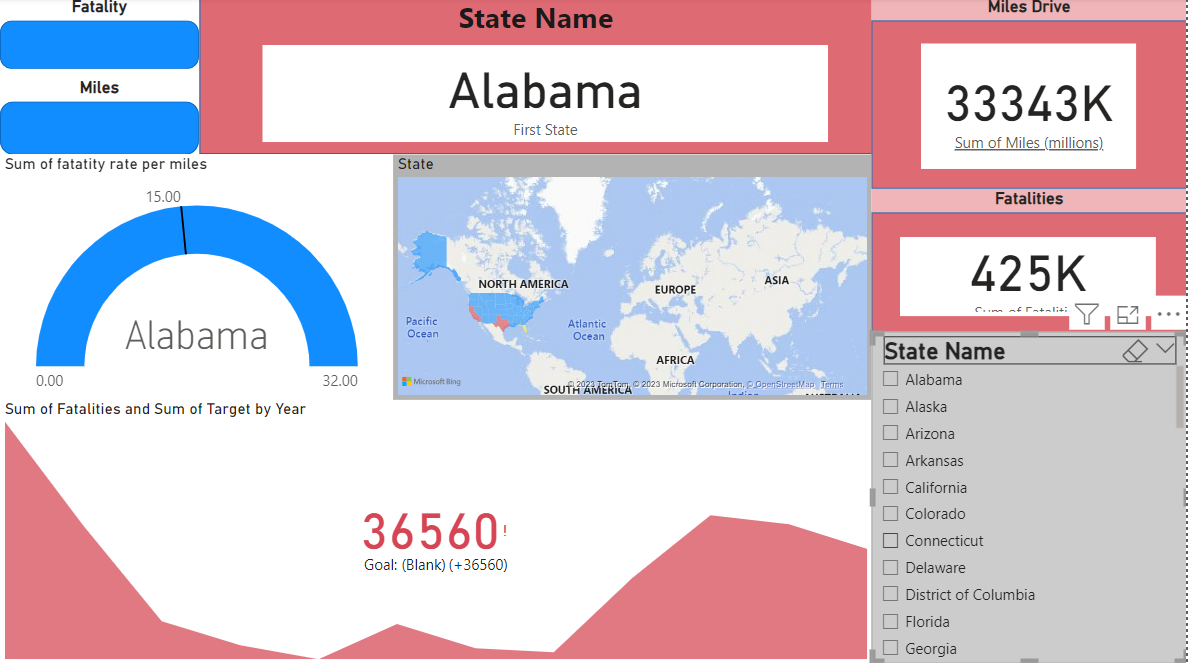 Fatality
Miles
State Name
Alabama
First State
Miles Drive
33343K
Sum of Miles (millions)
Fatalities
425K
Sum of fatatity rate per miles
15.00
Alabama
0.00
32.00
State
NORTH AMERICA
EUROPE
ASIA
Pacific
Ocean
Atlantic
Ocean
AFRICA
SOUTH AMERICA
Microsoft Bing
© 2023 TomTom, © 2023 Microsoft Corporation, © OpenStreetMap Terms
Sum of Fatalities and Sum of Target by Year
36560!
Goal: (Blank) (+36560)
State Name
Alabama
Alaska
Arizona
Arkansas
California
Colorado
Connecticut
Delaware
District of Columbia
Florida
Georgia